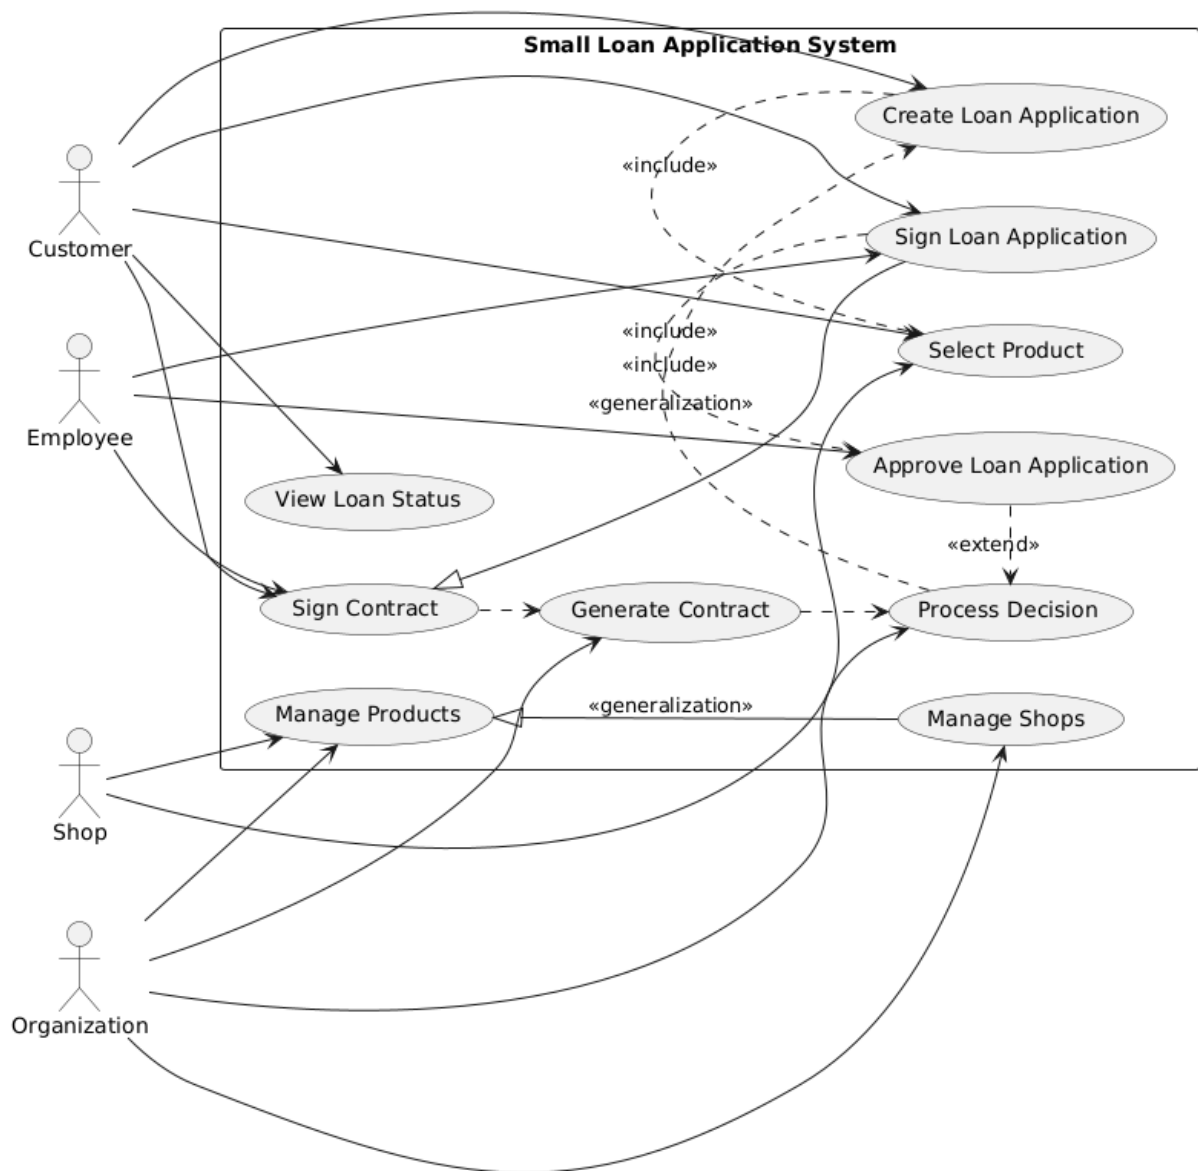 Small Loan Application System
Create Loan Application
«include»
Sign Loan Application
Customer
«include»
Select Product
«include»
«generalization»
Employee
Approve Loan Application
View Loan Status
«extend»
Sign Contract
Generate Contract
Process Decision
«generalization»
Manage Products
Manage Shops
Shop
Organization